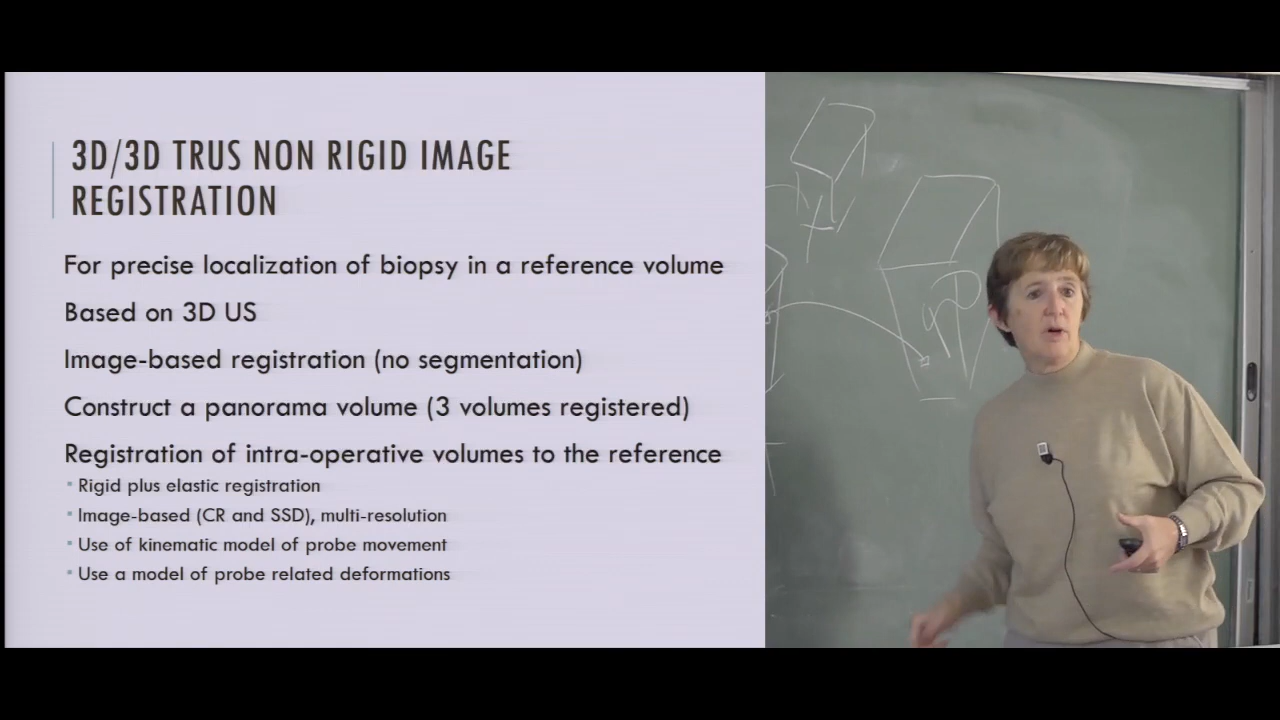 3D/3D TRUS NON RIGID IMAGE
REGISTRATION
For precise localization of biopsy in a reference volume
Based on 3D US
Image-based registration (no segmentation)
Construct a panorama volume (3 volumes registered)
Registration of intra-operative volumes to the reference
Rigid plus elastic registration
Image-based (CR and SSD), multi-resolution
Use of kinematic model of probe movement
Use a model of probe related deformations